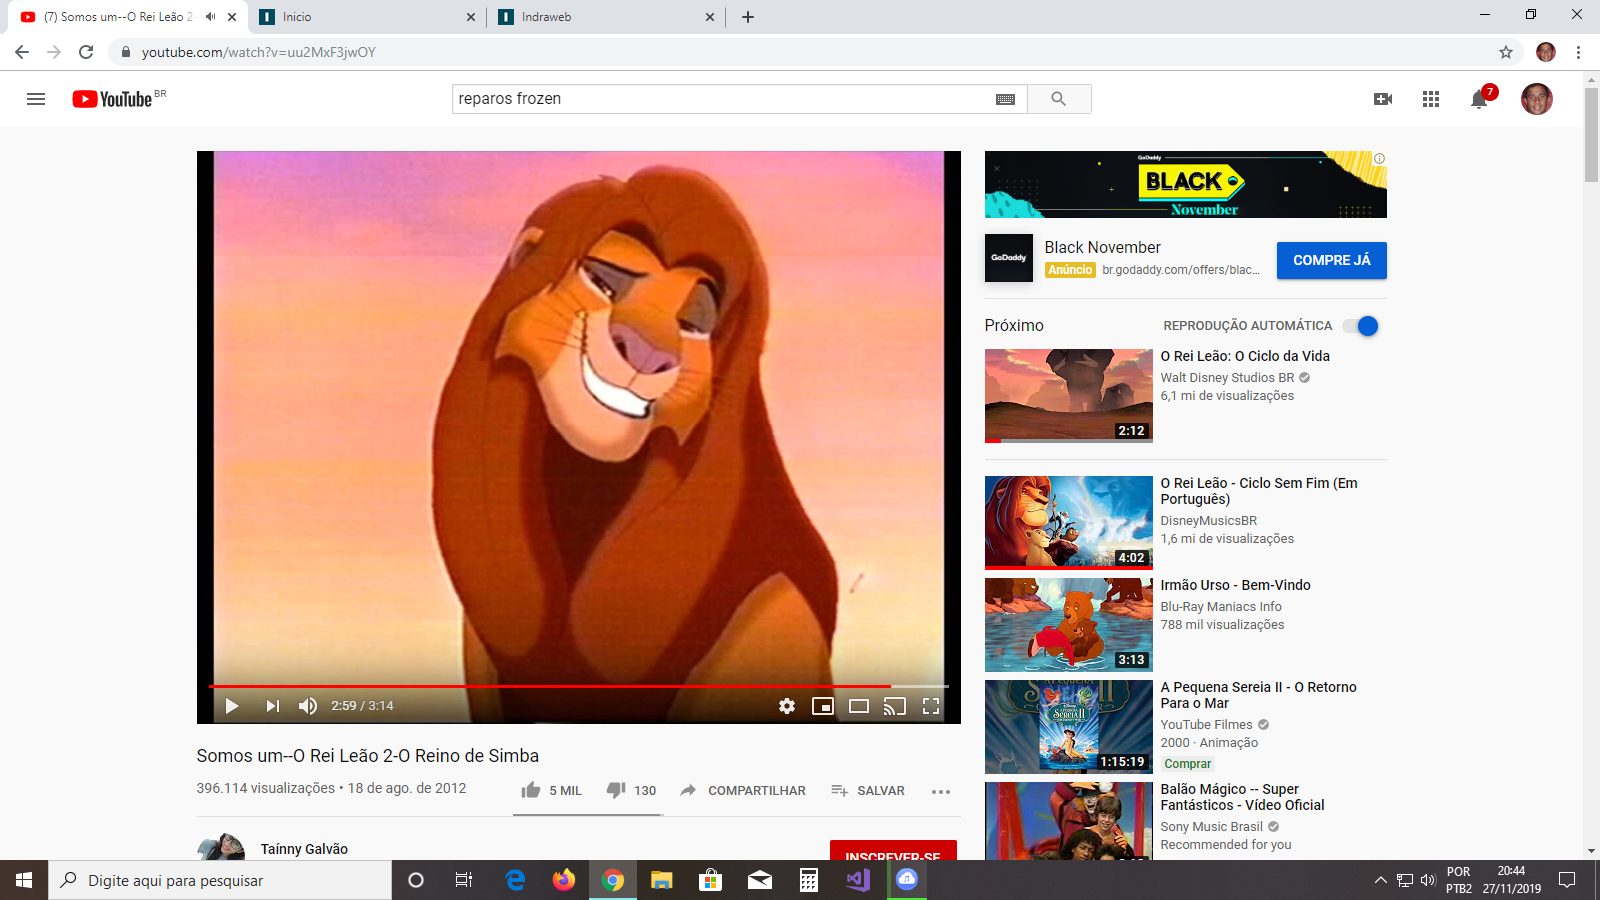 (7) Somos um--O Rei Leão 2-
Inicio
Indraweb
youtube.com/watch?v=uu2MxF3jwOY
YouTube BR
reparos frozen
7
GoDaddy
BLACK
November
GoDaddy
Black November
Anúncio br.godaddy.com/offers/blac...
COMPRE JÁ
Próximo
REPRODUÇÃO AUTOMÁTICA
O Rei Leão: O Ciclo da Vida
Walt Disney Studios BR
6,1 mi de visualizações
2:12
O Rei Leão - Ciclo Sem Fim (Em
Português)
DisneyMusicsBR
1,6 mi de visualizações
4:02
Irmão Urso - Bem-Vindo
Blu-Ray Maniacs Info
788 mil visualizações
3:13
A Pequena Sereia II - O Retorno
Para o Mar
YouTube Filmes
2000 · Animação
Comprar
1:15:19
Balão Mágico -- Super
Fantásticos - Vídeo Oficial
Sony Music Brasil
Recommended for you
2:59 / 3:14
Somos um--O Rei Leão 2-O Reino de Simba
396.114 visualizações • 18 de ago. de 2012
5 MIL
130
COMPARTILHAR
SALVAR
Taínny Galvão
INSCREVER-SE
Digite aqui para pesquisar
POR
PTB2
20:44
27/11/2019